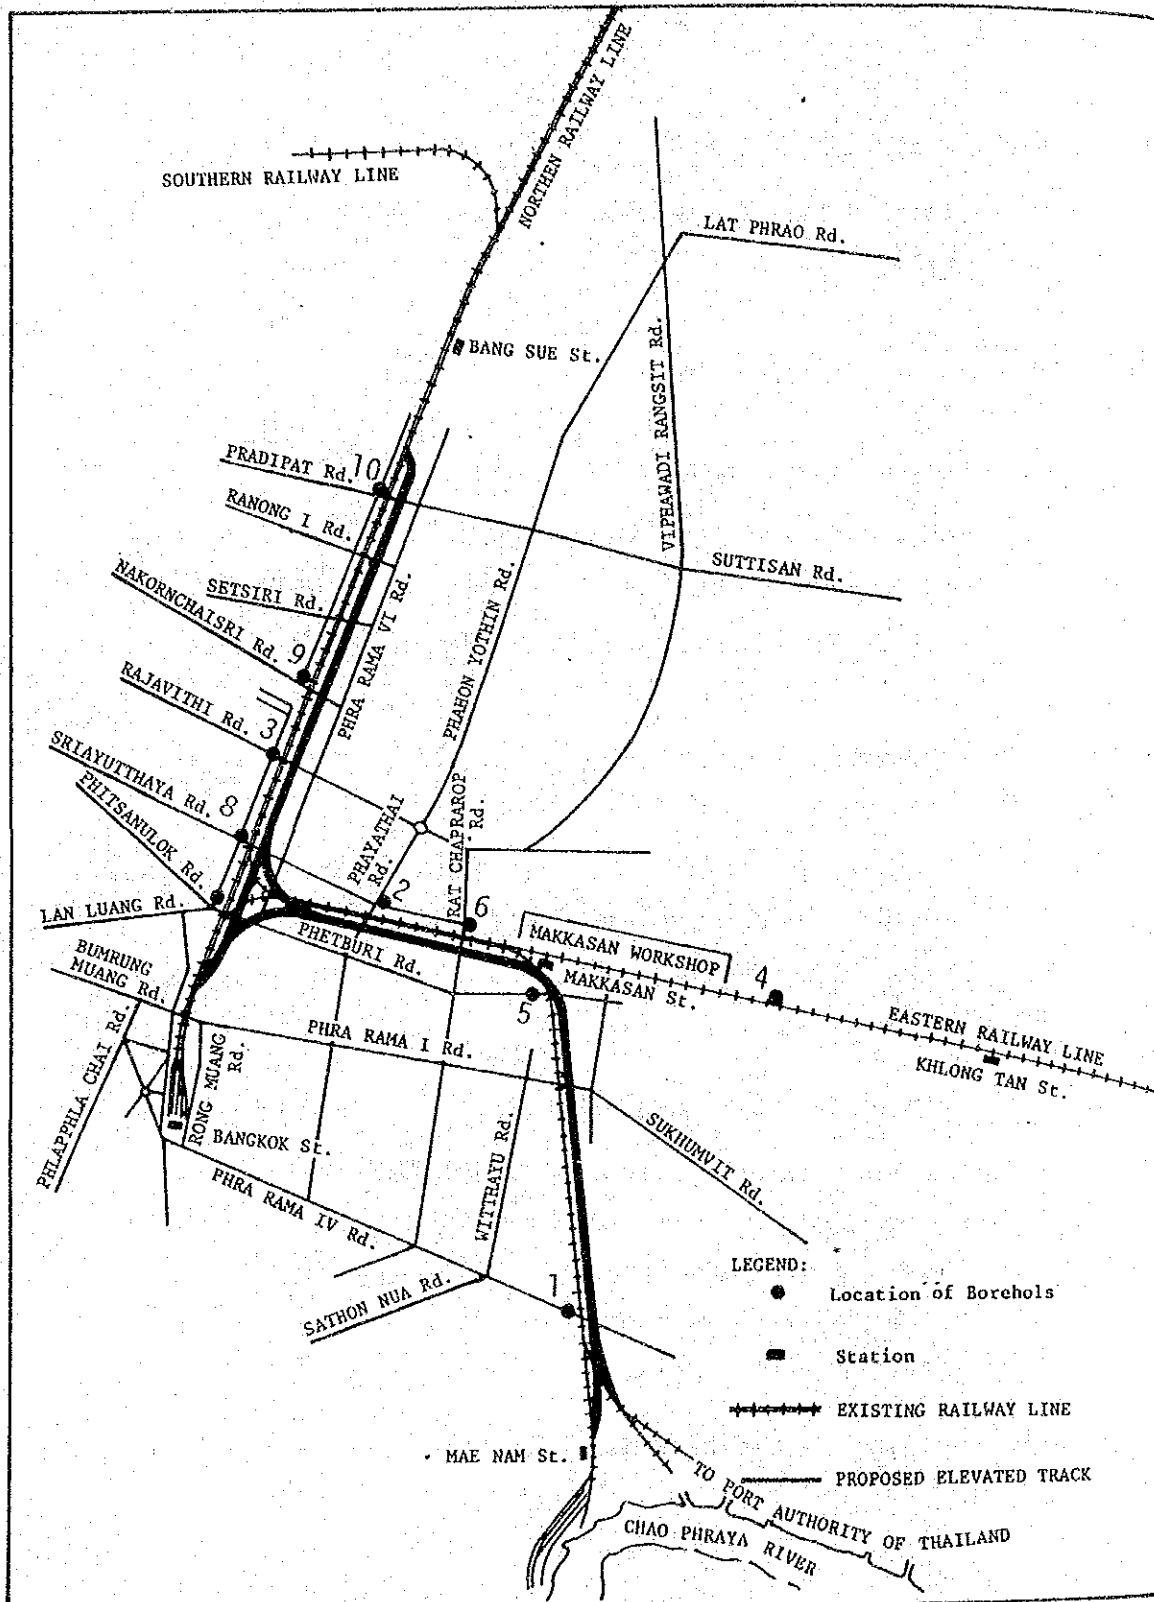 NORTHEN RAILWAY LINE
SOUTHERN RAILWAY LINE
LAT PHRAO Rd.
BANG SUE St.
VIPHAWADI RANGSIT Rd.
PRADIPAT Rd.
10
RANONG I Rd.
SUTTISAN Rd.
SETSIRI Rd.
NAKORNCHAISRI Rd.
9
PHRA RAMA VI Rd.
PHAHON YOTHIN Rd.
RAJAVITHI Rd.
3
SRIAYUTTHAYA Rd.
8
PHITSANULOK Rd.
PHAYATHAI
Rd.
RAT CHAPRAROP
Rd.
2
6
LAN LUANG Rd.
PHETBURI Rd.
MAKKASAN WORKSHOP
MAKKASAN St.
4
5
BUMRUNG
MUANG Rd.
EASTERN RAILWAY LINE
KHLONG TAN St.
PHRA RAMA I Rd.
PHLAPPHLA CHAI Rd.
RONG MUANG
Rd.
BANGKOK St.
WITTHAYU Rd.
SUKHUMVIT Rd.
PHRA RAMA IV Rd.
SATHON NUA Rd.
1
LEGEND:
Location of Borehols
Station
EXISTING RAILWAY LINE
PROPOSED ELEVATED TRACK
MAE NAM St.
TO PORT AUTHORITY OF THAILAND
CHAO PHRAYA RIVER